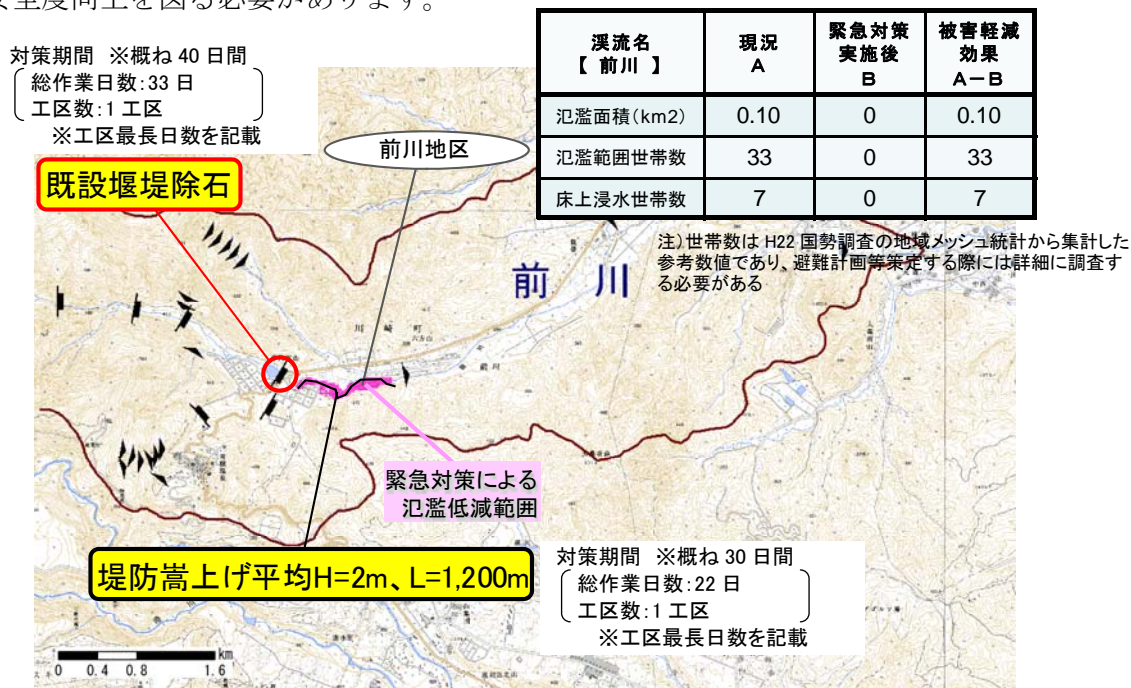 安全度向上を図る必要があります。
対策期間 ※概ね 40 日間
総作業日数:33 日
工区数:1 工区
※工区最長日数を記載
渓流名
【 前川 】
現況
A
緊急対策
実施後
B
被害軽減
効果
A－B
氾濫面積(km2) 0.10 0 0.10
氾濫範囲世帯数 33 0 33
床上浸水世帯数 7 0 7
注)世帯数は H22 国勢調査の地域メッシュ統計から集計した
参考数値であり、避難計画等策定する際には詳細に調査す
る必要がある
前川地区
既設堰堤除石
前 川
川 崎 町
六方山
前 川
緊急対策による
氾濫低減範囲
堤防嵩上げ平均H=2m、L=1,200m
対策期間 ※概ね 30 日間
総作業日数:22 日
工区数:1 工区
※工区最長日数を記載
km
0 0.4 0.8 1.6